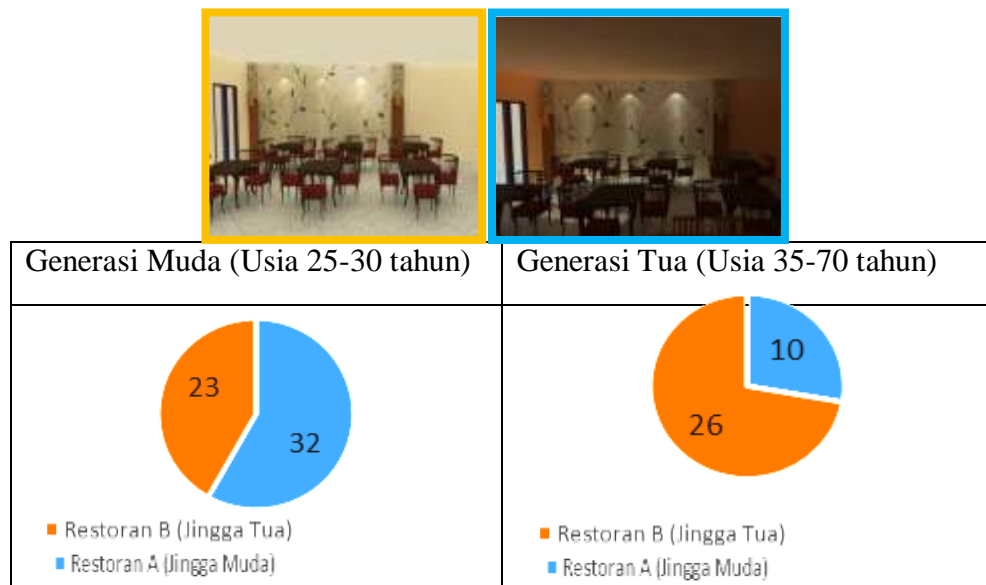 Generasi Muda (Usia 25-30 tahun)
Generasi Tua (Usia 35-70 tahun)
23
32
Restoran B (Jingga Tua)
Restoran A (Jingga Muda)
10
26
Restoran B (Jingga Tua)
Restoran A (Jingga Muda)